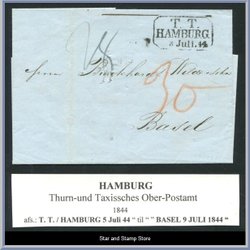 T. T.
HAMBURG
5 Juli. 44
Basel
HAMBURG
Thurn-und Taxissches Ober-Postamt
1844
afs.: T. T. / HAMBURG 5 Juli 44 " til " " BASEL 9 JULI 1844 "
Star and Stamp Store